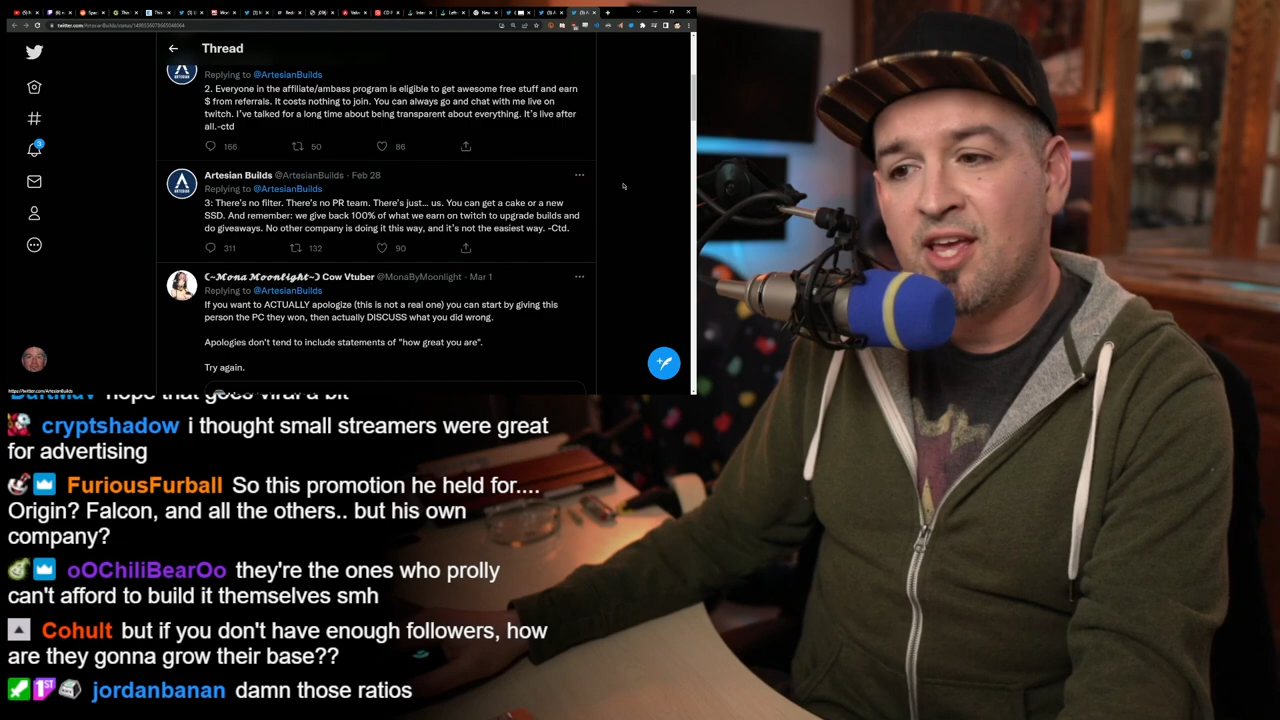 twitter.com/ArtesianBuilds/status/
Thread
Replying to @ArtesianBuilds
2. Everyone in the affiliate/ambass program is eligible to get awesome free stuff and earn
$ from referrals. It costs nothing to join. You can always go and chat with me live on
twitch. I've talked for a long time about being transparent about everything. It's live after
all.-ctd
166 50 86
Artesian Builds @ArtesianBuilds · Feb 28
Replying to @ArtesianBuilds
3: There's no filter. There's no PR team. There's just... us. You can get a cake or a new
SSD. And remember: we give back 100% of what we earn on twitch to upgrade builds and
do giveaways. No other company is doing it this way, and it's not the easiest way. -Ctd.
311 132 90
☾~𝓜𝓸𝓷𝓪 𝓜𝓸𝓸𝓷𝓵𝓲𝓰𝓱𝓽~☽ Cow Vtuber @MonaByMoonlight · Mar 1
Replying to @ArtesianBuilds
If you want to ACTUALLY apologize (this is not a real one) you can start by giving this
person the PC they won, then actually DISCUSS what you did wrong.
Apologies don't tend to include statements of "how great you are".
Try again.
3
https://twitter.com/ArtesianBuilds
hope that goes viral a bit
cryptshadow i thought small streamers were great
for advertising
FuriousFurball So this promotion he held for....
Origin? Falcon, and all the others.. but his own
company?
oOChiliBearOo they're the ones who prolly
can't afford to build it themselves smh
Cohult but if you don't have enough followers, how
are they gonna grow their base??
1ST jordanbanan damn those ratios